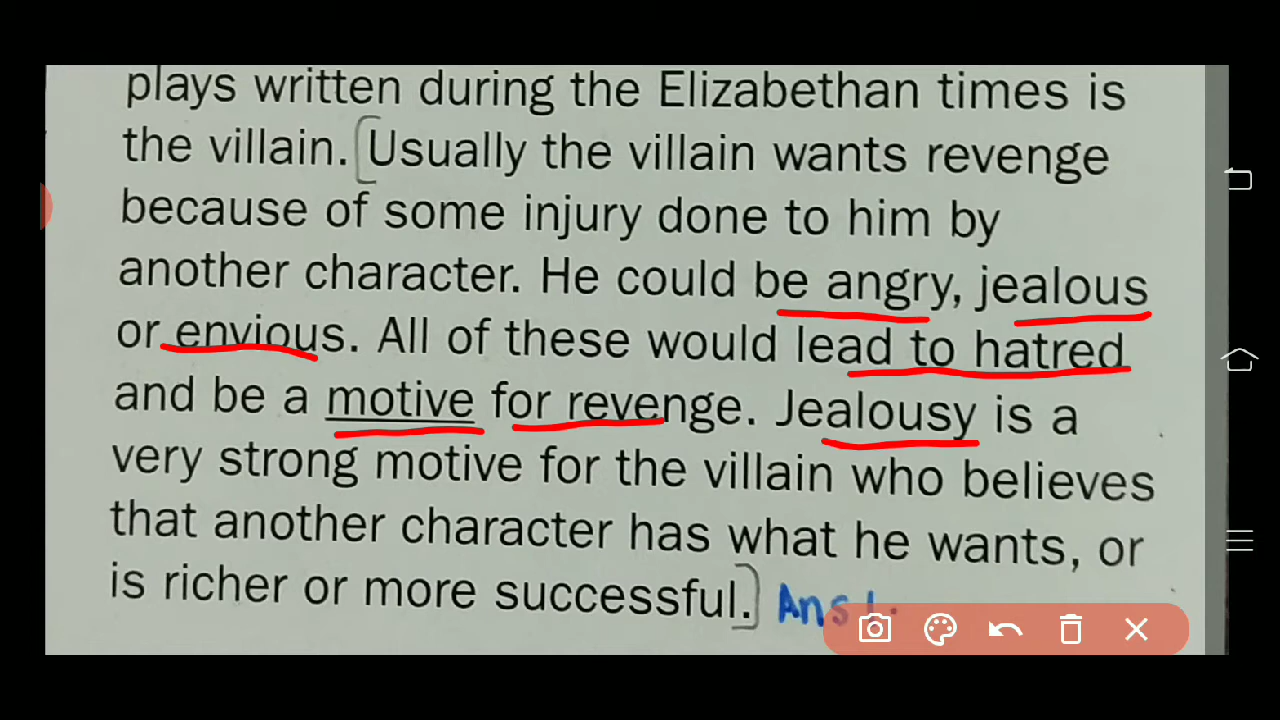 plays written during the Elizabethan times is
the villain. [Usually the villain wants revenge
because of some injury done to him by
another character. He could be angry, jealous
or envious. All of these would lead to hatred
and be a motive for revenge. Jealousy is a
very strong motive for the villain who believes
that another character has what he wants, or
is richer or more successful.] Ans 1.